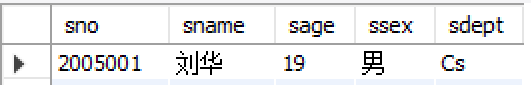 sno sname sage ssex sdept
2005001 刘华 19 男 Cs